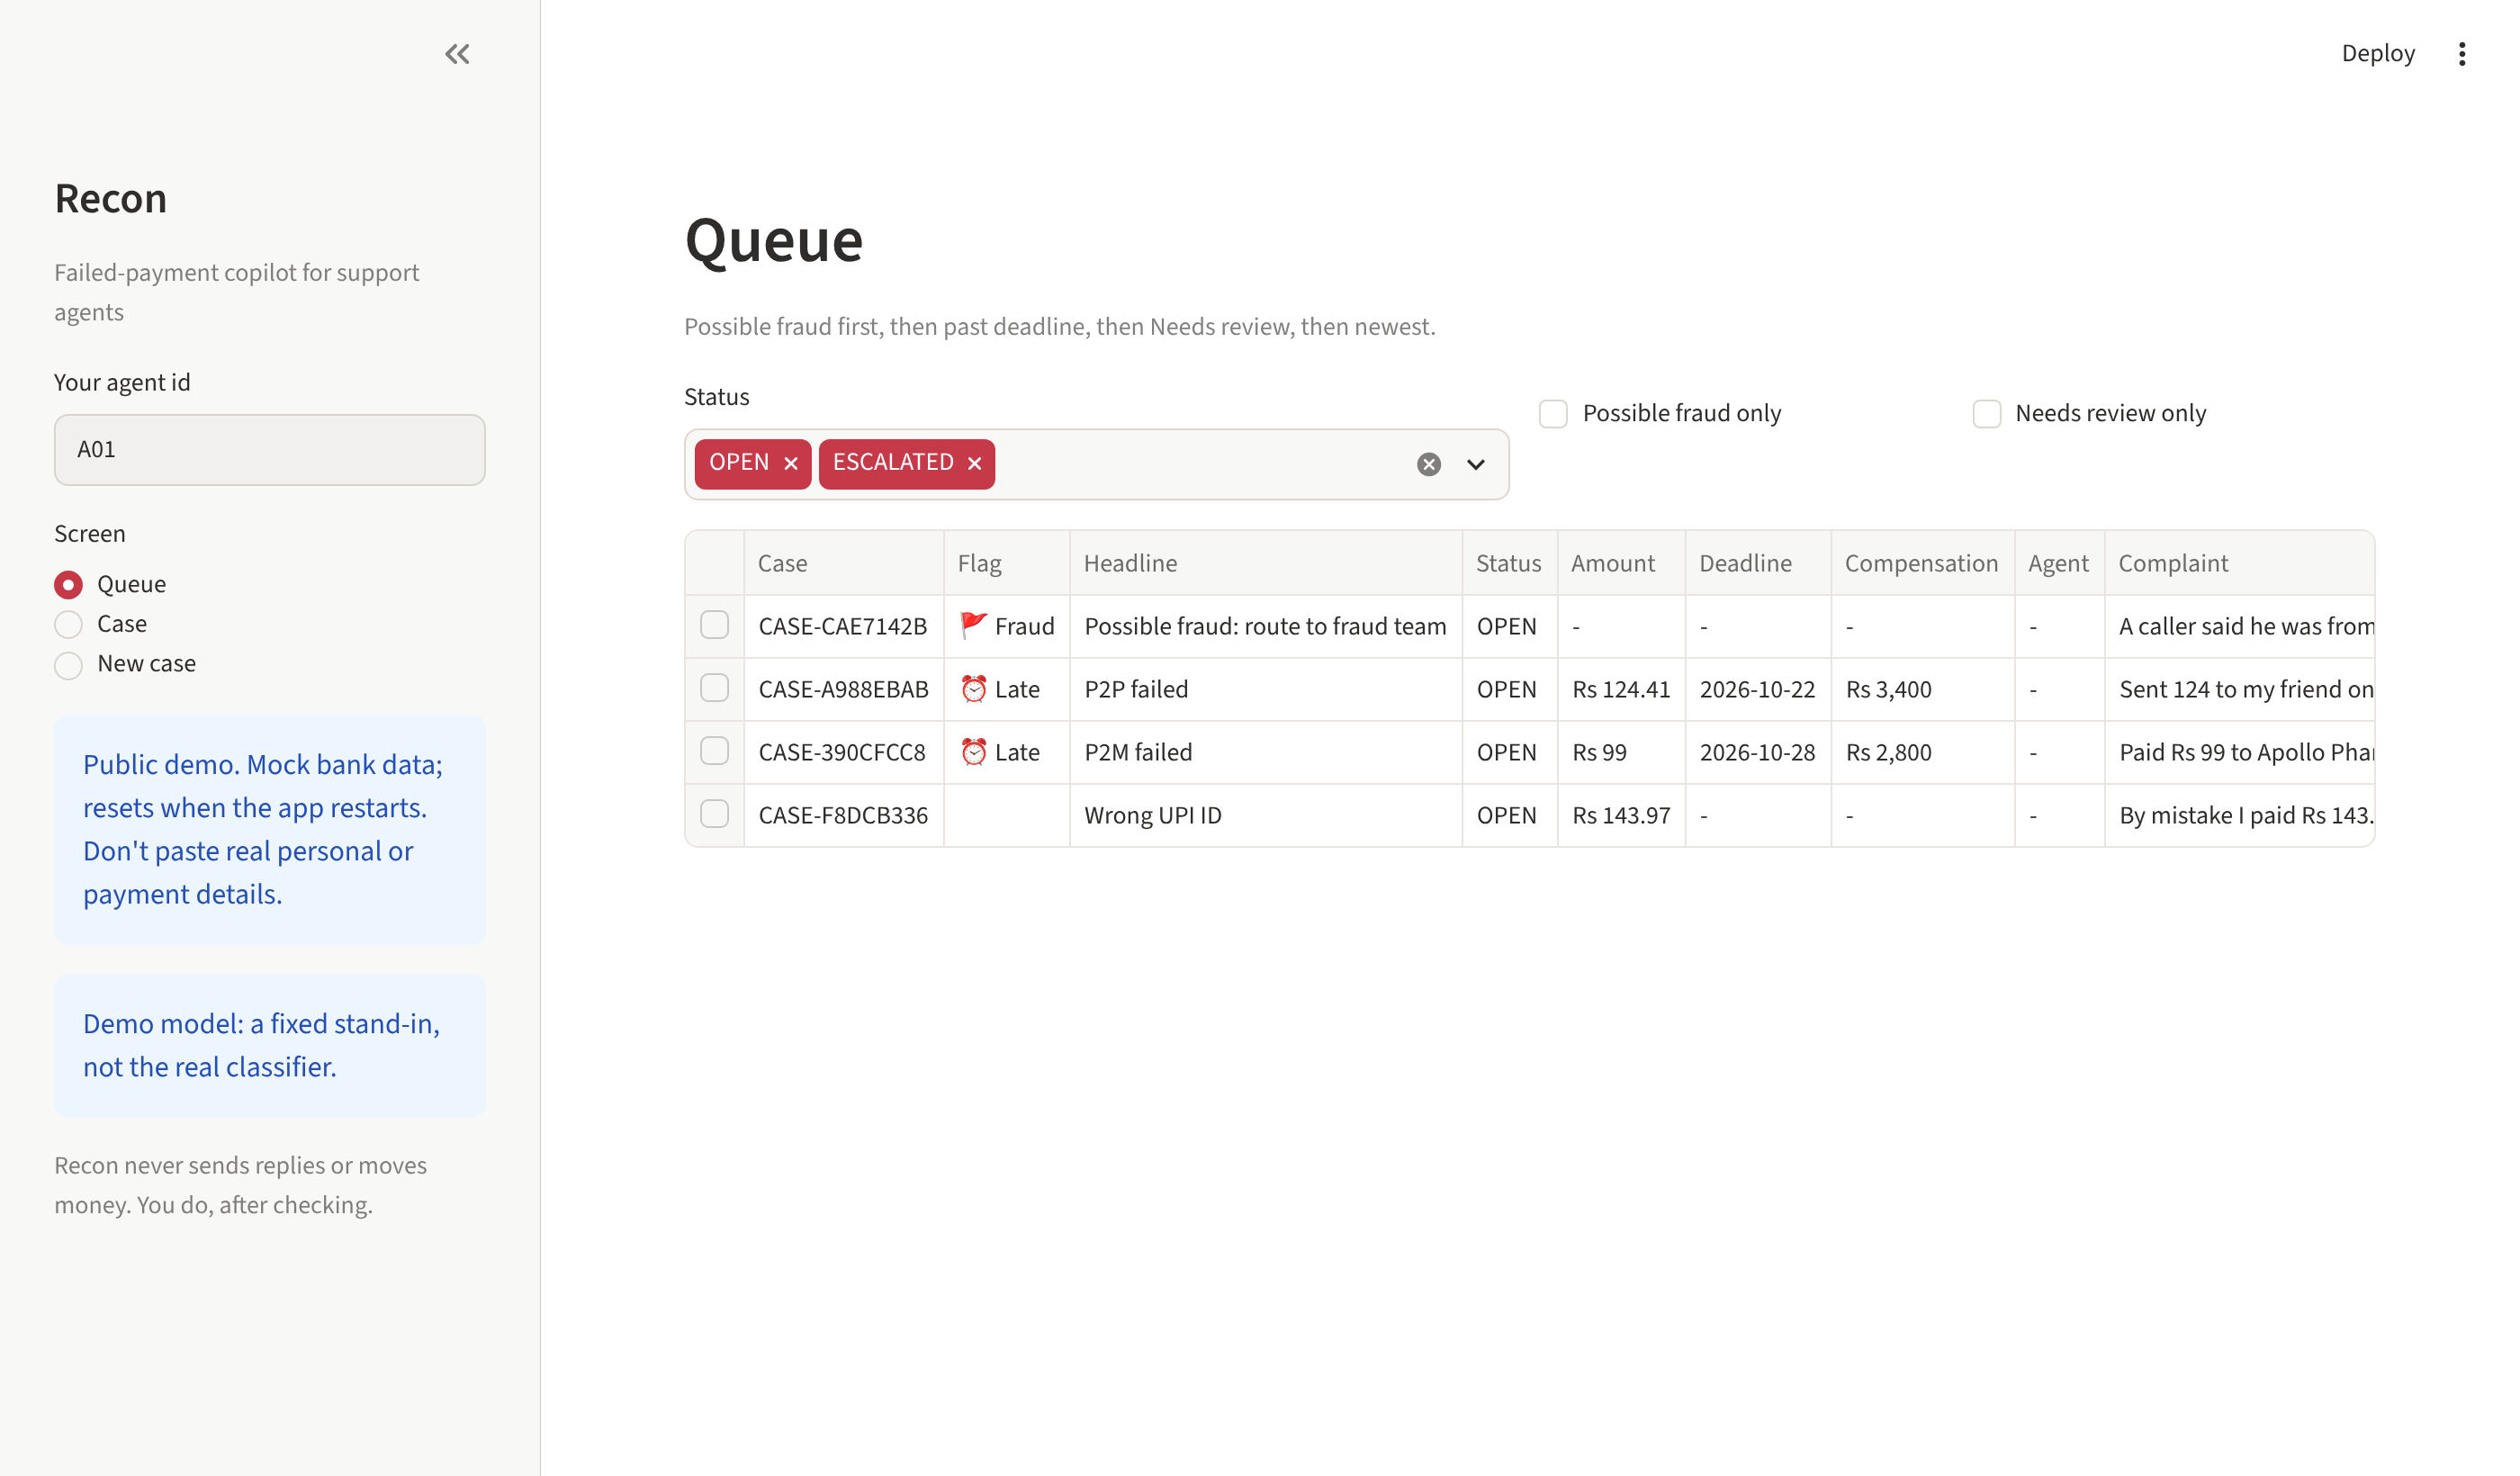 Deploy
Recon
Failed-payment copilot for support
agents
Your agent id
A01
Screen
Queue
Case
New case
Public demo. Mock bank data;
resets when the app restarts.
Don't paste real personal or
payment details.
Demo model: a fixed stand-in,
not the real classifier.
Recon never sends replies or moves
money. You do, after checking.
Queue
Possible fraud first, then past deadline, then Needs review, then newest.
Status
OPEN ESCALATED
Possible fraud only
Needs review only
Case Flag Headline Status Amount Deadline Compensation Agent Complaint
CASE-CAE7142B 🚩 Fraud Possible fraud: route to fraud team OPEN - - - - A caller said he was from
CASE-A988EBAB ⏰ Late P2P failed OPEN Rs 124.41 2026-10-22 Rs 3,400 - Sent 124 to my friend on
CASE-390CFCC8 ⏰ Late P2M failed OPEN Rs 99 2026-10-28 Rs 2,800 - Paid Rs 99 to Apollo Phar
CASE-F8DCB336 Wrong UPI ID OPEN Rs 143.97 - - - By mistake I paid Rs 143.